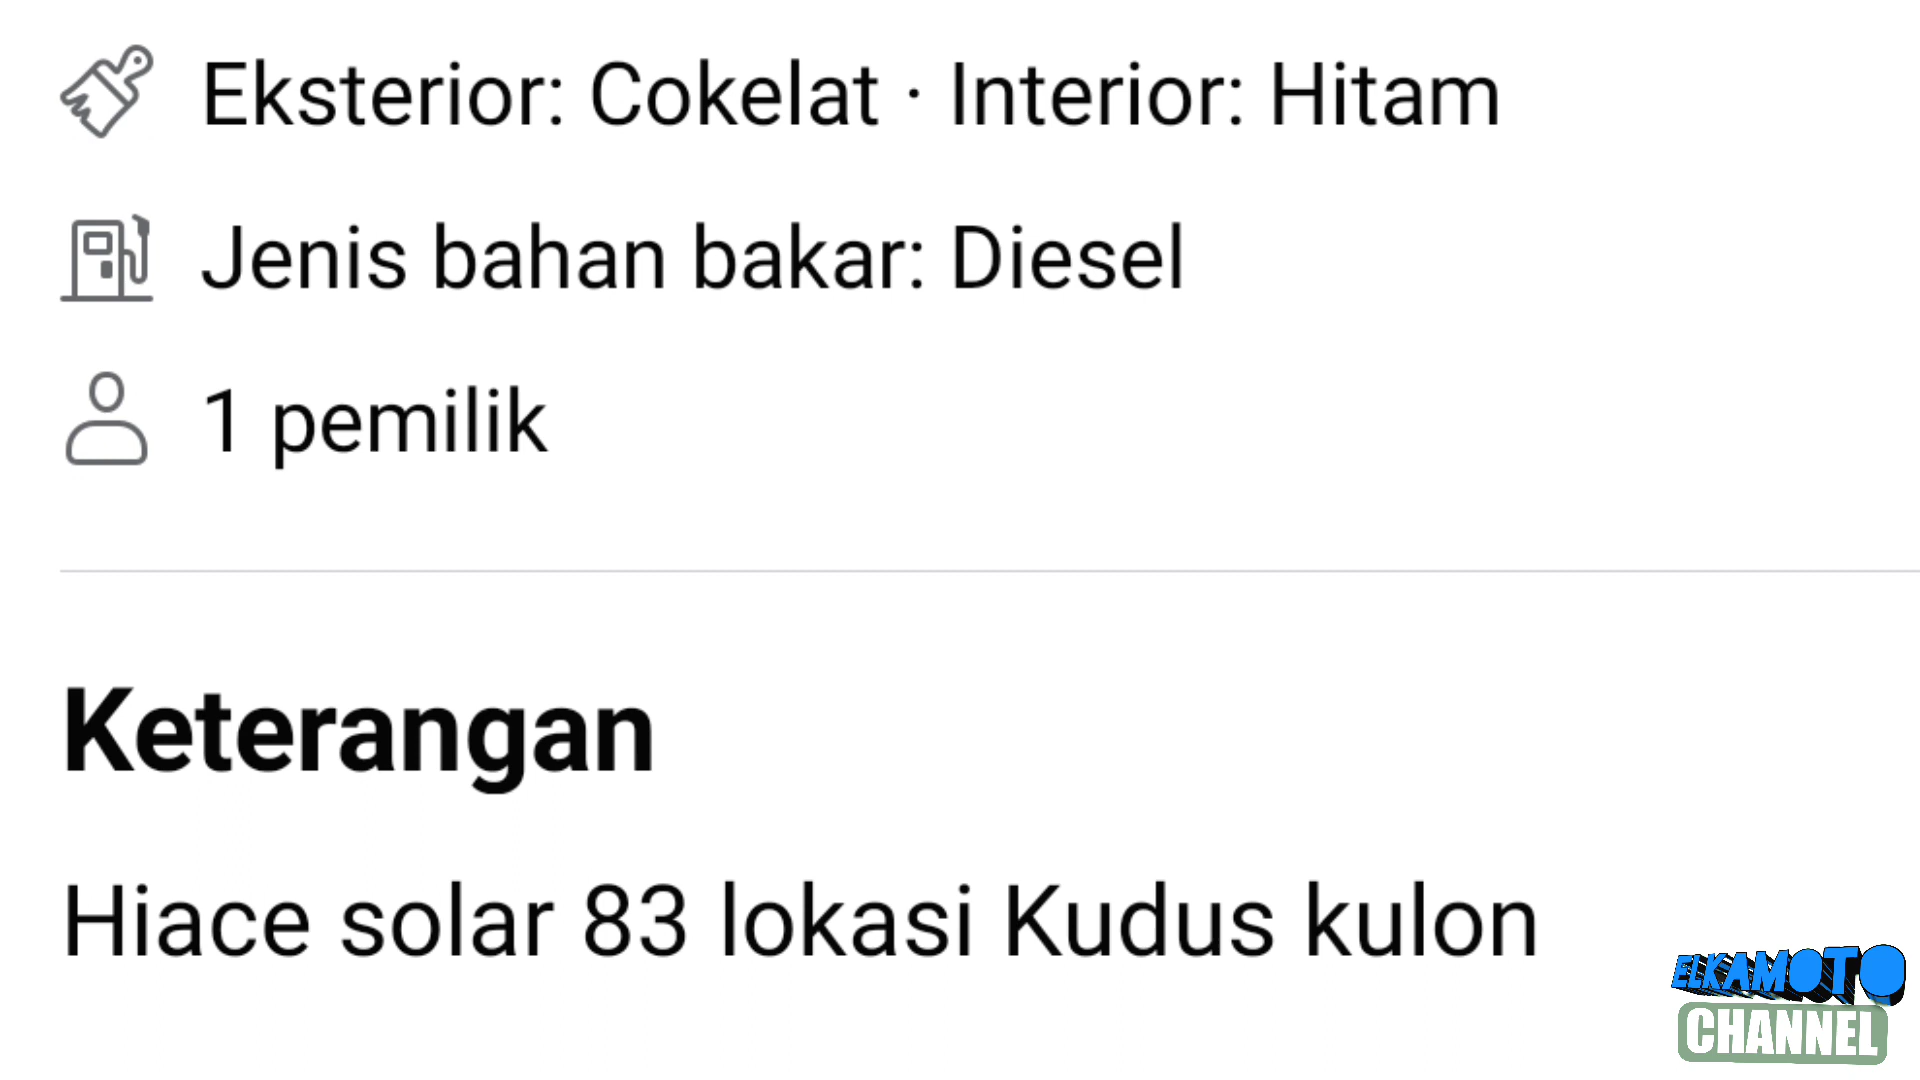 Eksterior: Cokelat · Interior: Hitam
Jenis bahan bakar: Diesel
1 pemilik
Keterangan
Hiace solar 83 lokasi Kudus kulon
ELKAMOTO
CHANNEL